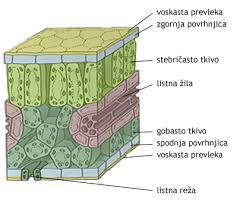 voskasta prevleka
zgornja povrhnjica
stebričasto tkivo
listna žila
gobasto tkivo
spodnja povrhnjica
voskasta prevleka
listna reža